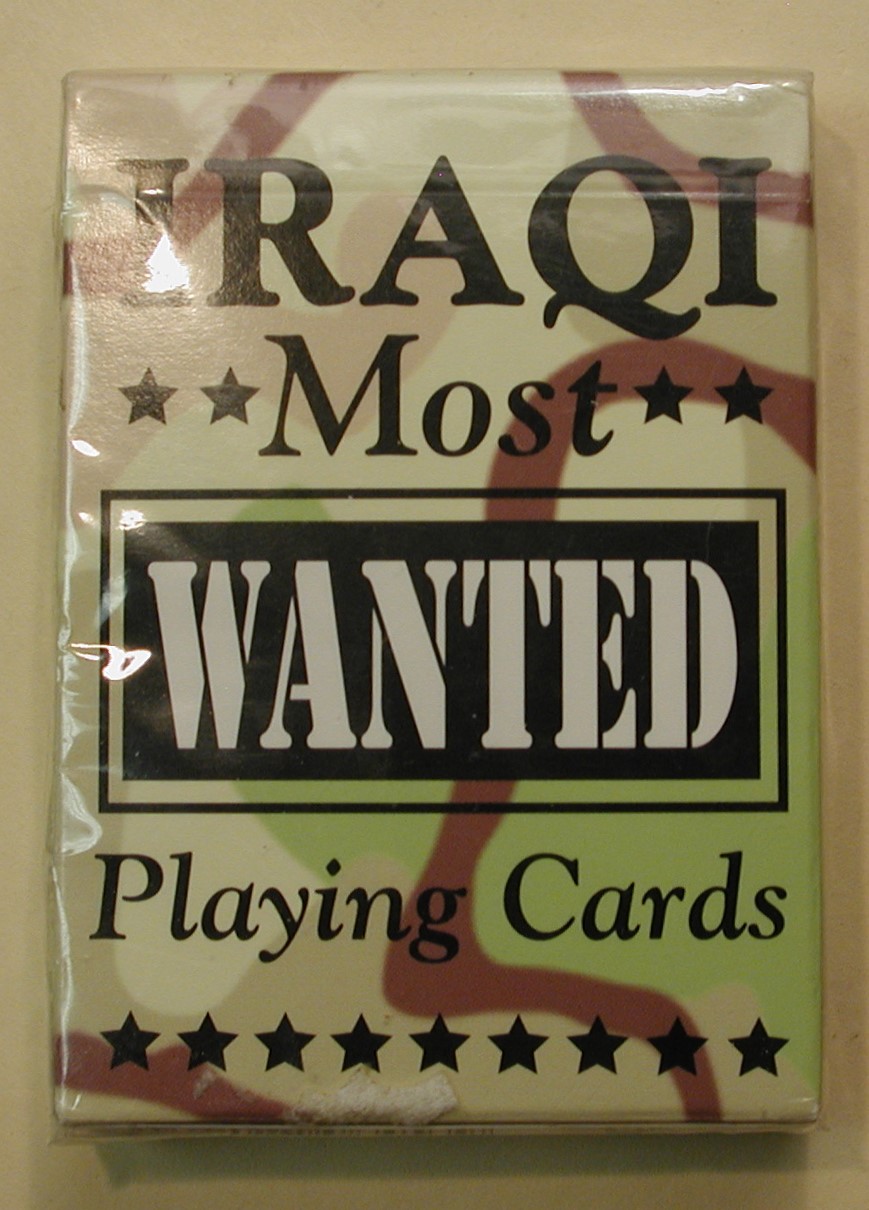 IRAQI
Most
WANTED
Playing Cards